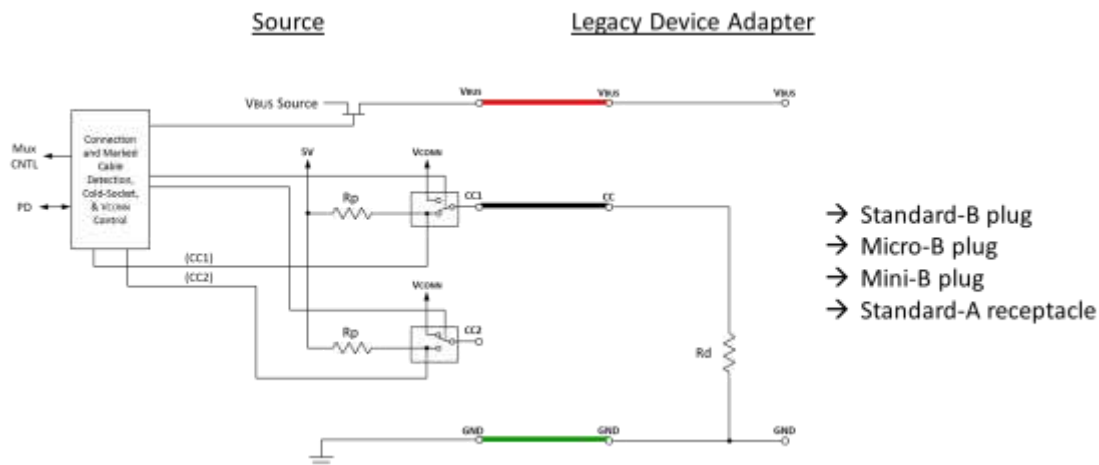 Source
Legacy Device Adapter
VBUS Source
VBUS
VBUS
VBUS
Connection
and Marked
Cable
Detection,
Cold-Socket,
& VCONN
Control
Mux
CNTL
PD
5V
VCONN
Rp
CC1
CC
(CC1)
(CC2)
VCONN
Rp
CC2
Rd
GND
GND
GND
→ Standard-B plug
→ Micro-B plug
→ Mini-B plug
→ Standard-A receptacle